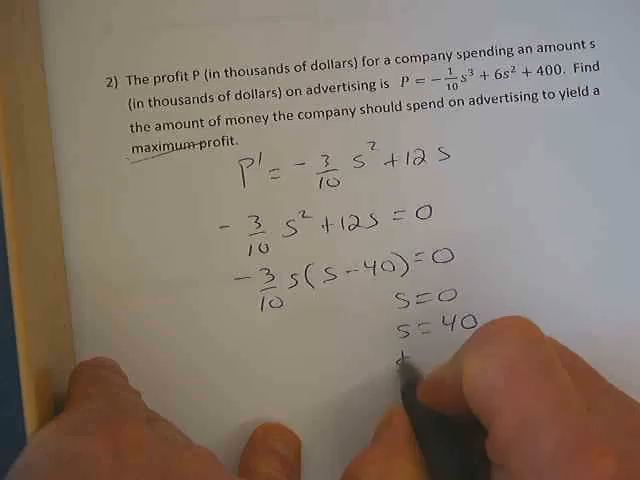 2) The profit P (in thousands of dollars) for a company spending an amount s
(in thousands of dollars) on advertising is P = −1/10 s³ + 6s² + 400. Find
the amount of money the company should spend on advertising to yield a
maximum profit.
P' = − 3/10 s² + 12s
− 3/10 s² + 12s = 0
− 3/10 s(s − 40) = 0
s = 0
s = 40